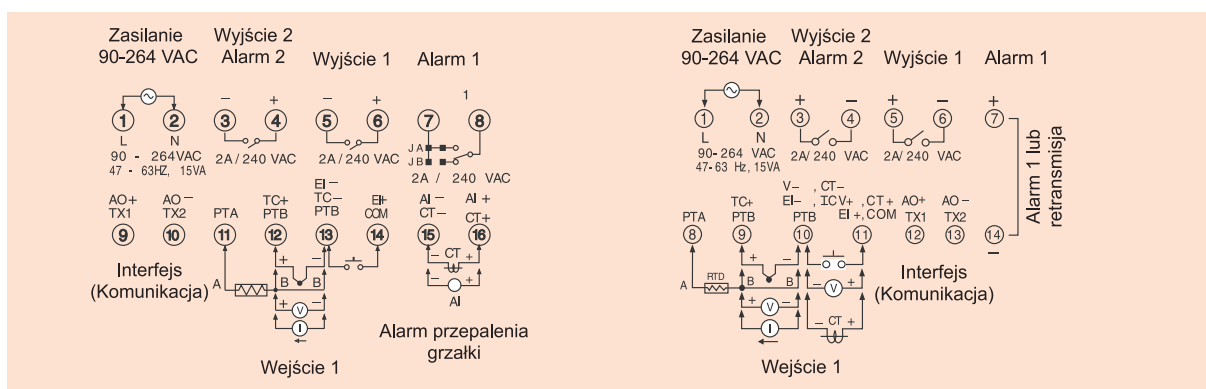 Zasilanie
90-264 VAC
Wyjście 2
Alarm 2
Wyjście 1
Alarm 1
1
− + − +
1 2 3 4 5 6 7 8
L N
90 - 264VAC
47 - 63HZ, 15VA
2A / 240 VAC
2A / 240 VAC
J A
J B
2A / 240 VAC
AO+
TX1
AO−
TX2
PTA
TC+
PTB
EI−
TC−
PTB
EI+
COM
AI−
CT−
AI+
CT+
9 10 11 12 13 14 15 16
Interfejs
(Komunikacja)
A
+ −
B B
+ V −
I
− CT +
− +
AI
Alarm przepalenia
grzałki
Wejście 1
Zasilanie
90-264 VAC
Wyjście 2
Alarm 2
Wyjście 1
Alarm 1
+ − + − +
1 2 3 4 5 6 7
L N
90- 264 VAC
47-63 Hz, 15VA
2A/ 240 VAC
2A/ 240 VAC
Alarm 1 lub
retransmisja
PTA
TC+
PTB
V− , CT−
EI−, ICV+ , CT+
PTB EI+, COM
AO+
TX1
AO−
TX2
8 9 10 11 12 13 14
−
A RTD B B
+ −
+ V −
I
− V +
− CT +
Interfejs
(Komunikacja)
Wejście 1